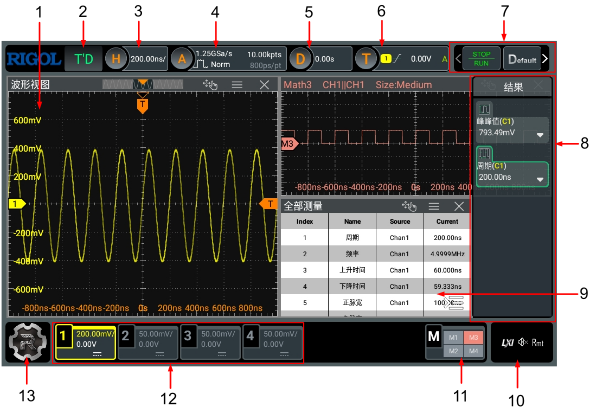 1 2 3 4 5 6 7
RIGOL T'D H 200.00ns/ A 1.25GSa/s 10.00kpts D 0.00s T 1 0.00V A STOP Default
Norm 800ps/pt RUN
波形视图 Math3 CH1||CH1 Size:Medium 结果
T
600mV 峰峰值(C1)
793.49mV
400mV M3 8
周期(C1)
200mV 200.00ns
-800ns-600ns-400ns-200ns 0s 200ns 400ns
1 T 全部测量
Index Name Source Current
-200mV 1 周期 Chan1 200.00ns
2 频率 Chan1 4.9999MHz
-400mV 3 上升时间 Chan1 60.000ns
4 下降时间 Chan1 59.333ns 9
-600mV 5 正脉宽 Chan1
-800ns-600ns-400ns-200ns 0s 200ns 400ns 600ns 800ns
1 200.00mV/ 0.00V
2 50.00mV/ 0.00V
3 50.00mV/ 0.00V
4 50.00mV/ 0.00V
M M1 M3 M2 M4
LXI Rmt
13 12 11 10